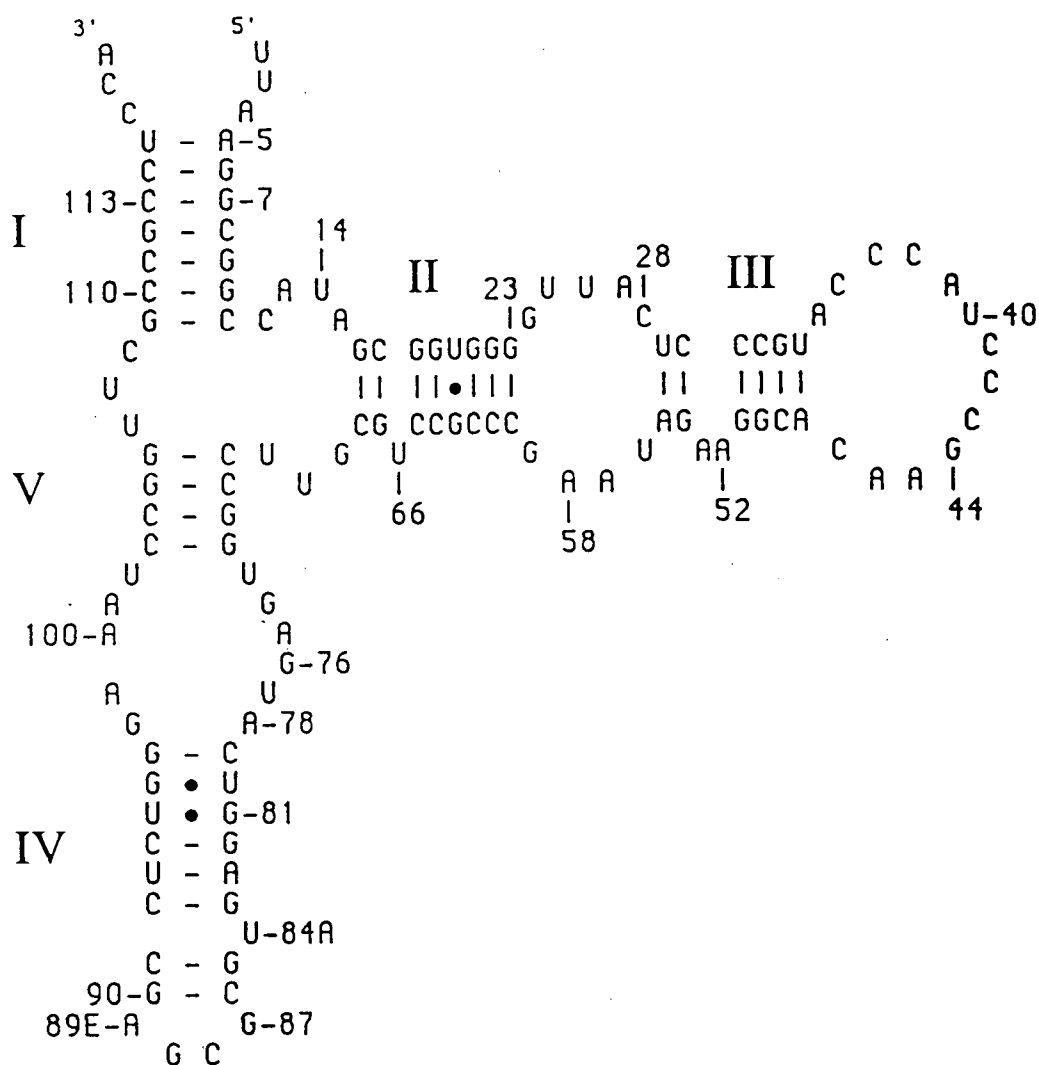 3' 5'
A U
C U
C A
U - A-5
C - G
113-C - G-7
I G - C 14
C - G II 28 III C C
110-C - G A U 23 U U A C A
G - C C A G C A U-40
C GC GGUGGG UC CCGU C
U C
U CG CCGCCC AG GGCA C
G - C U G U G U AA C G
V G - C U A A A A
C - G 66 58 52 44
C - G
U U
A G
100-A A
G-76
A U
G A-78
G - C
G • U
U • G-81
IV C - G
U - A
C - G
U-84A
C - G
90-G - C
89E-A G-87
G C